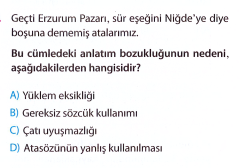 Geçti Erzurum Pazarı, sür eşeğini Niğde'ye diye
boşuna dememiş atalarımız.
Bu cümledeki anlatım bozukluğunun nedeni,
aşağıdakilerden hangisidir?
A) Yüklem eksikliği
B) Gereksiz sözcük kullanımı
C) Çatı uyuşmazlığı
D) Atasözünün yanlış kullanılması